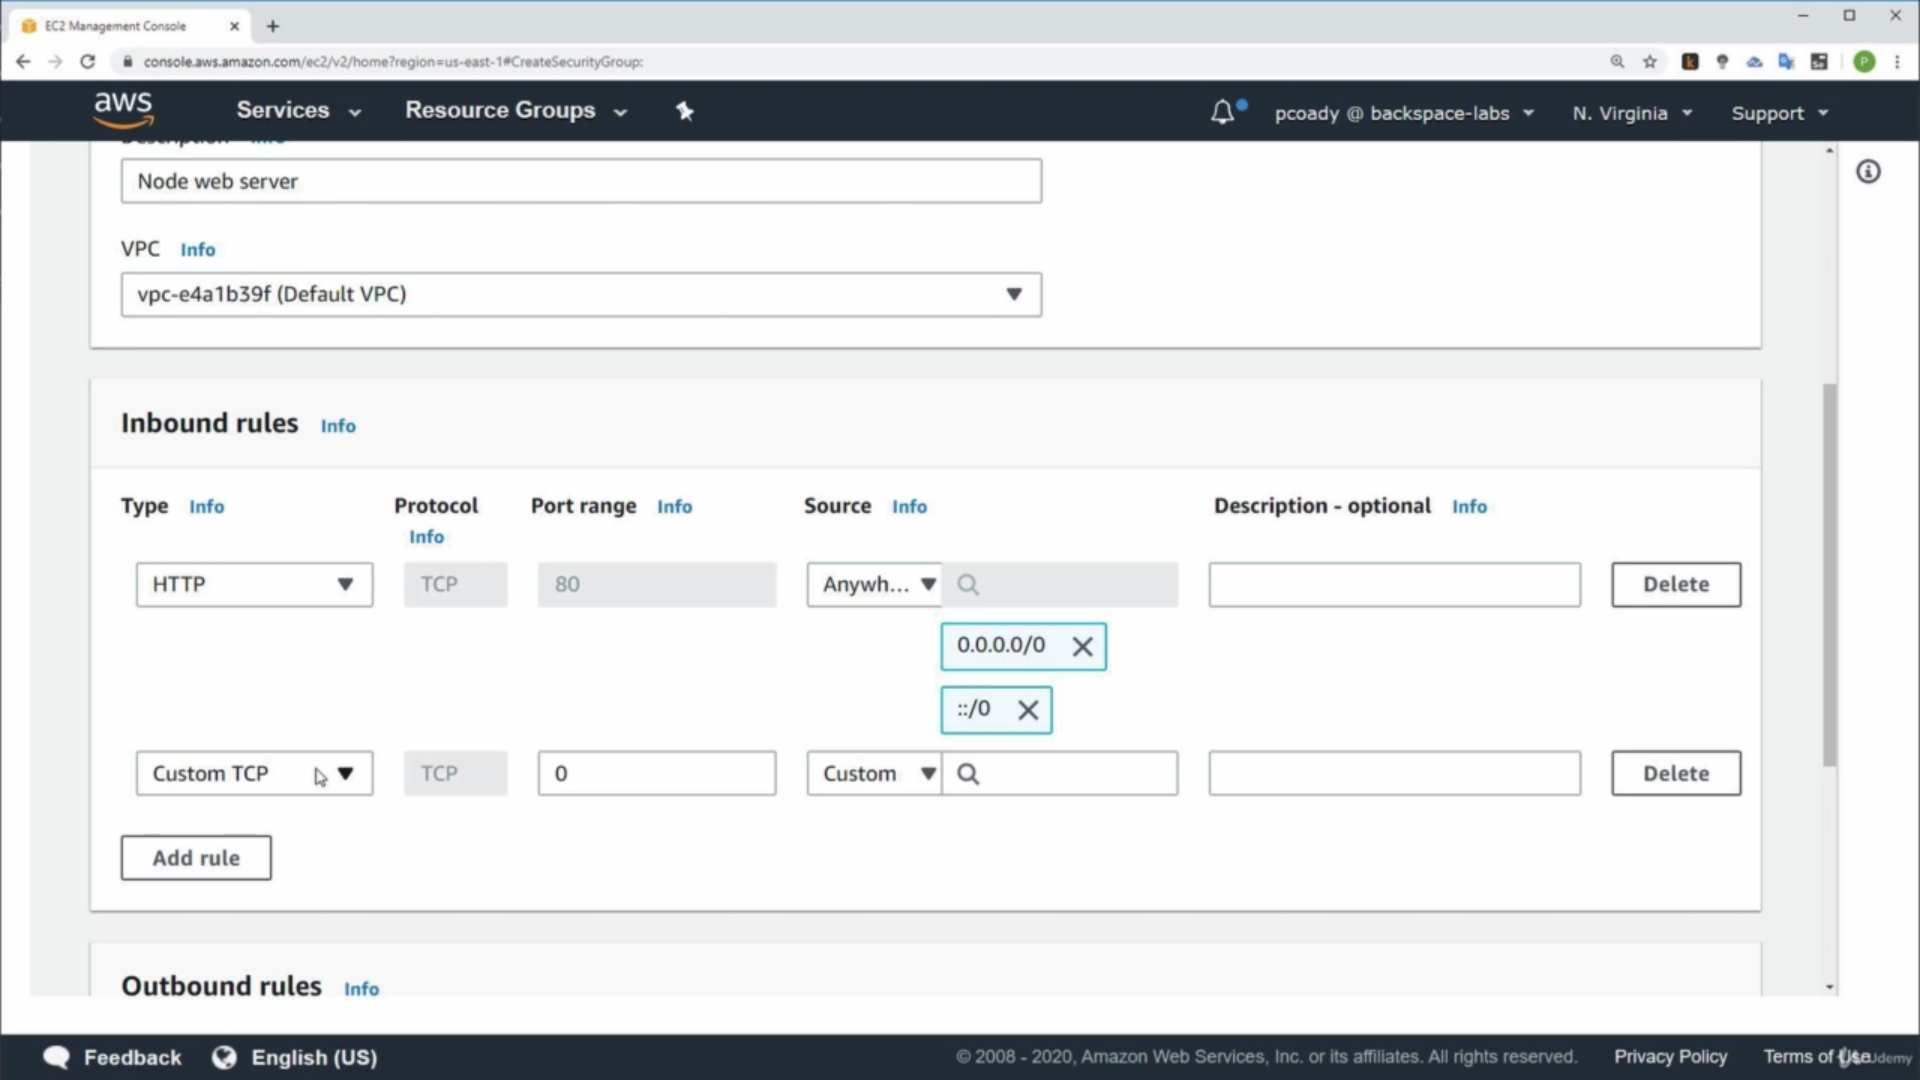 EC2 Management Console
console.aws.amazon.com/ec2/v2/home?region=us-east-1#CreateSecurityGroup:
aws Services Resource Groups pcoady @ backspace-labs N. Virginia Support
Description Info
Node web server
VPC Info
vpc-e4a1b39f (Default VPC)
Inbound rules Info
Type Info Protocol Info Port range Info Source Info Description - optional Info
HTTP TCP 80 Anywh... Delete
0.0.0.0/0
::/0
Custom TCP TCP 0 Custom Delete
Add rule
Outbound rules Info
Feedback English (US) © 2008 - 2020, Amazon Web Services, Inc. or its affiliates. All rights reserved. Privacy Policy Terms of Use
Udemy